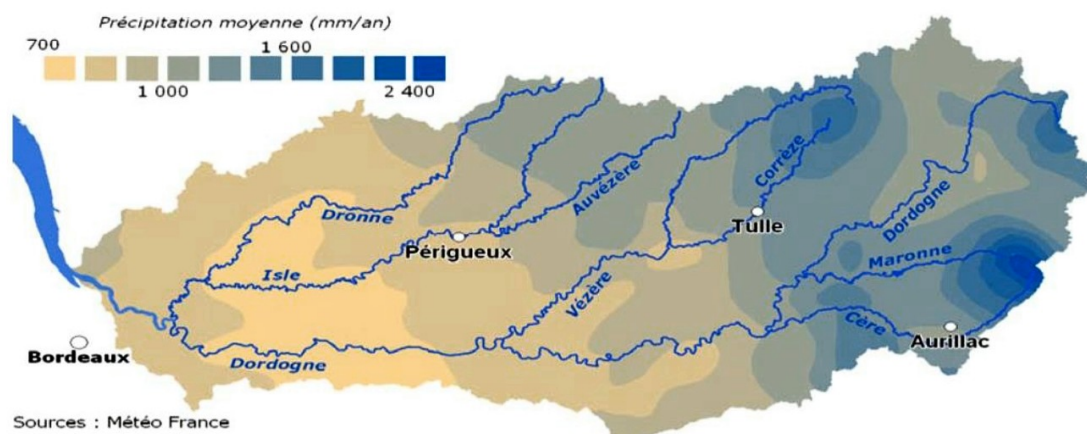 Précipitation moyenne (mm/an)
700
1 600
1 000
2 400
Dronne
Isle
Périgueux
Auvézère
Corrèze
Tulle
Dordogne
Maronne
Vézère
Cère
Aurillac
Bordeaux
Dordogne
Sources : Météo France